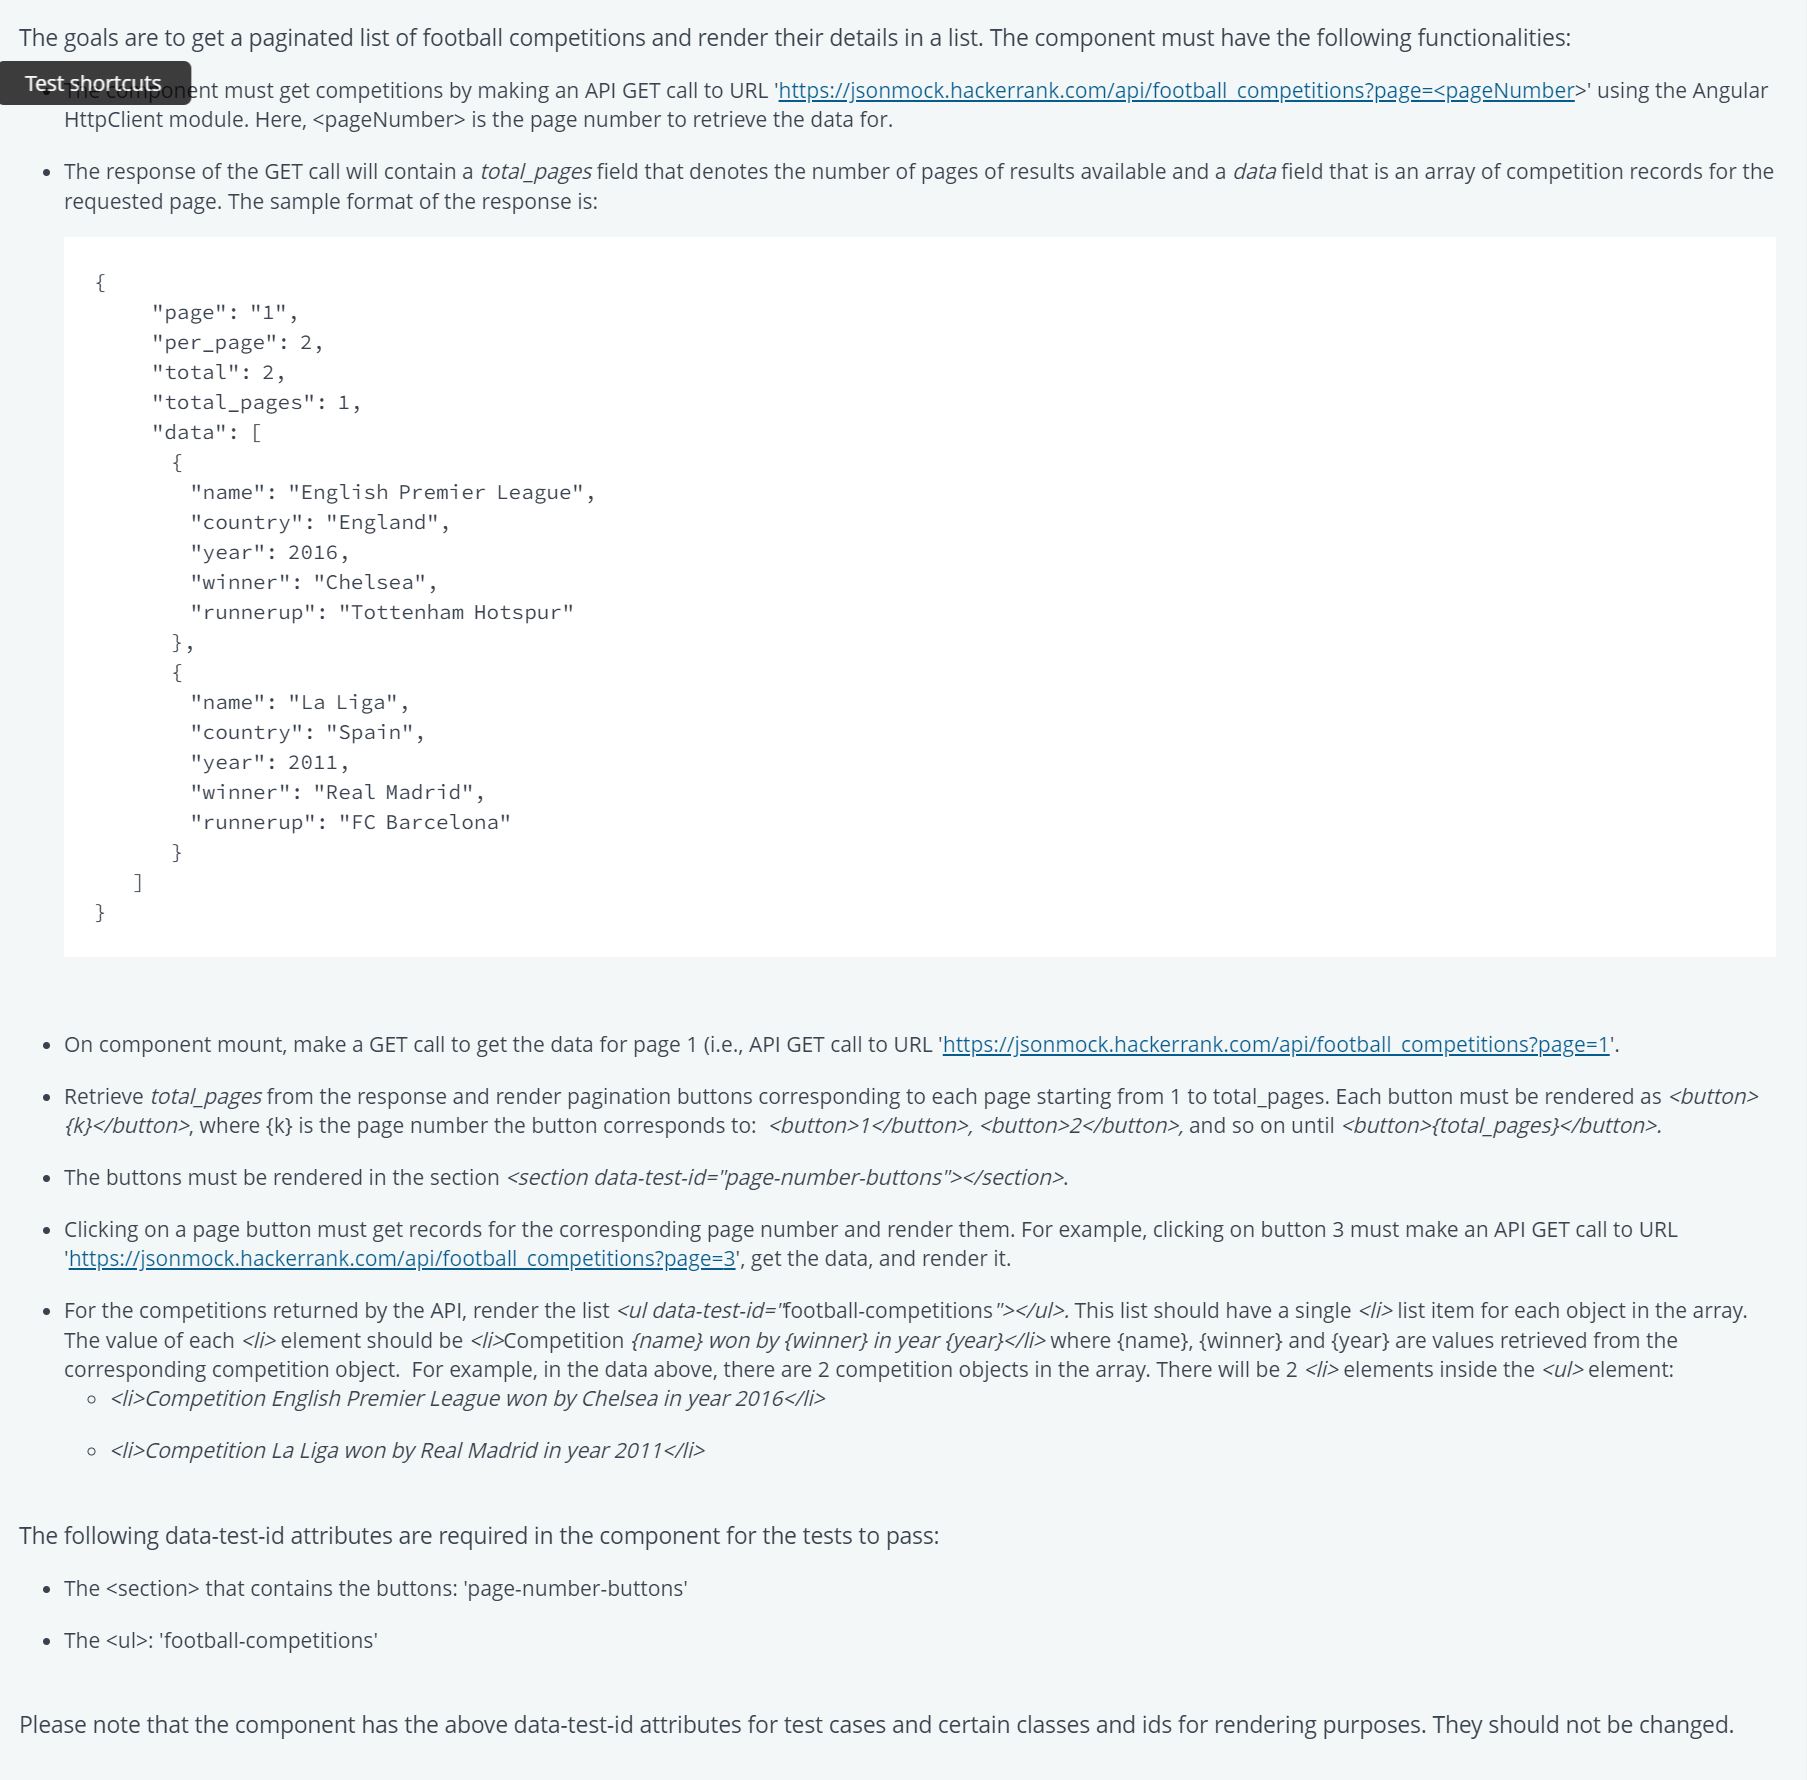 The goals are to get a paginated list of football competitions and render their details in a list. The component must have the following functionalities:
Test shortcuts
The component must get competitions by making an API GET call to URL 'https://jsonmock.hackerrank.com/api/football_competitions?page=<pageNumber>' using the Angular
HttpClient module. Here, <pageNumber> is the page number to retrieve the data for.
• The response of the GET call will contain a total_pages field that denotes the number of pages of results available and a data field that is an array of competition records for the
requested page. The sample format of the response is:
{
"page": "1",
"per_page": 2,
"total": 2,
"total_pages": 1,
"data": [
{
"name": "English Premier League",
"country": "England",
"year": 2016,
"winner": "Chelsea",
"runnerup": "Tottenham Hotspur"
},
{
"name": "La Liga",
"country": "Spain",
"year": 2011,
"winner": "Real Madrid",
"runnerup": "FC Barcelona"
}
]
}
• On component mount, make a GET call to get the data for page 1 (i.e., API GET call to URL 'https://jsonmock.hackerrank.com/api/football_competitions?page=1'.
• Retrieve total_pages from the response and render pagination buttons corresponding to each page starting from 1 to total_pages. Each button must be rendered as <button>
{k}</button>, where {k} is the page number the button corresponds to: <button>1</button>, <button>2</button>, and so on until <button>{total_pages}</button>.
• The buttons must be rendered in the section <section data-test-id="page-number-buttons"></section>.
• Clicking on a page button must get records for the corresponding page number and render them. For example, clicking on button 3 must make an API GET call to URL
'https://jsonmock.hackerrank.com/api/football_competitions?page=3', get the data, and render it.
• For the competitions returned by the API, render the list <ul data-test-id="football-competitions"></ul>. This list should have a single <li> list item for each object in the array.
The value of each <li> element should be <li>Competition {name} won by {winner} in year {year}</li> where {name}, {winner} and {year} are values retrieved from the
corresponding competition object. For example, in the data above, there are 2 competition objects in the array. There will be 2 <li> elements inside the <ul> element:
◦ <li>Competition English Premier League won by Chelsea in year 2016</li>
◦ <li>Competition La Liga won by Real Madrid in year 2011</li>
The following data-test-id attributes are required in the component for the tests to pass:
• The <section> that contains the buttons: 'page-number-buttons'
• The <ul>: 'football-competitions'
Please note that the component has the above data-test-id attributes for test cases and certain classes and ids for rendering purposes. They should not be changed.